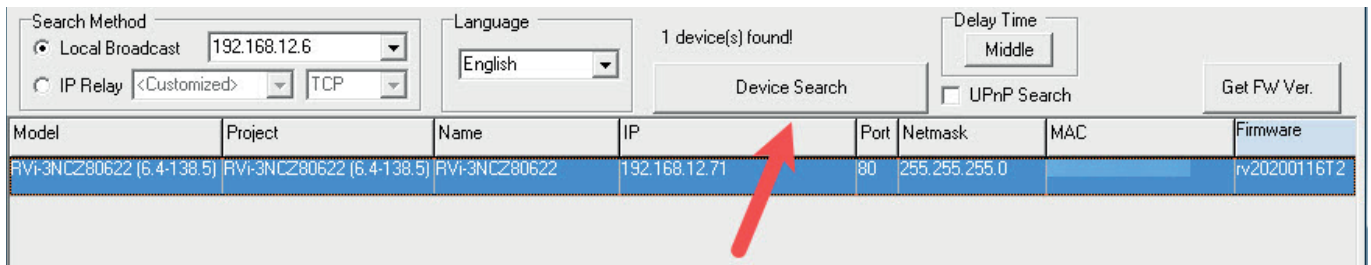 Search Method
Local Broadcast 192.168.12.6
IP Relay <Customized> TCP
Language
English
1 device(s) found!
Device Search
Delay Time
Middle
UPnP Search
Get FW Ver.
Model Project Name IP Port Netmask MAC Firmware
RVi-3NCZ80622 (6.4-138.5) RVi-3NCZ80622 (6.4-138.5) RVi-3NCZ80622 192.168.12.71 80 255.255.255.0 rv20200116T2